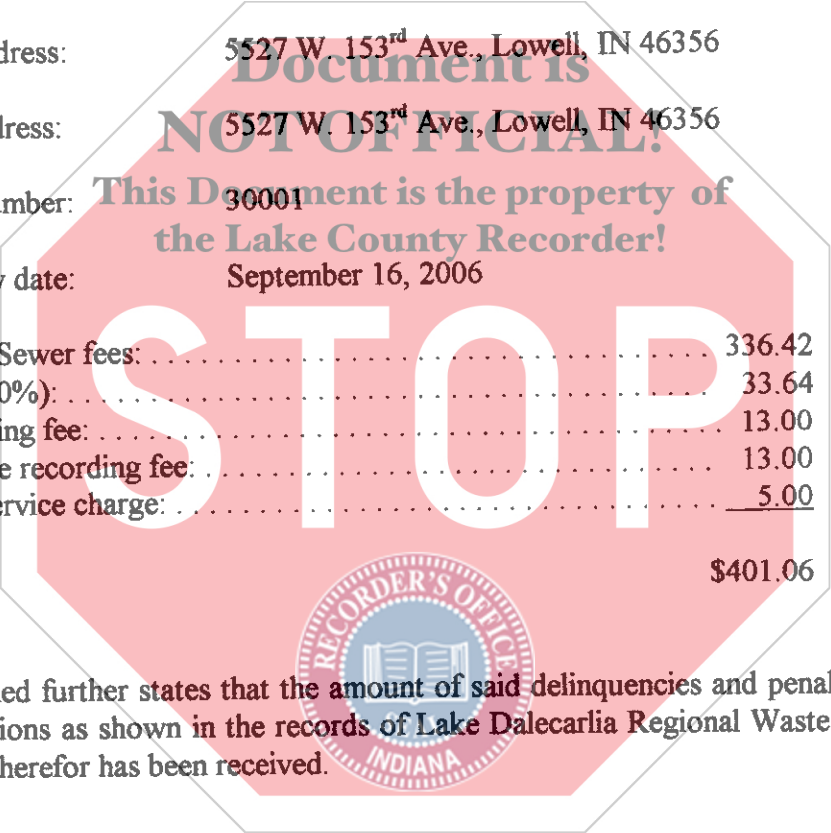 dress: 5527 W. 153rd Ave., Lowell, IN 46356
Document is
dress: 5527 W. 153rd Ave., Lowell, IN 46356
NOT OFFICIAL!
mber: 30001
This Document is the property of
the Lake County Recorder!
date: September 16, 2006
STOP
Sewer fees: . . . . . . . . . . . . . . . . . . . . . . . . . . . . . . . . . . . . . . . 336.42
0%): . . . . . . . . . . . . . . . . . . . . . . . . . . . . . . . . . . . . . . . . . . . . 33.64
ing fee: . . . . . . . . . . . . . . . . . . . . . . . . . . . . . . . . . . . . . . . . . . 13.00
e recording fee: . . . . . . . . . . . . . . . . . . . . . . . . . . . . . . . . . . . 13.00
ervice charge: . . . . . . . . . . . . . . . . . . . . . . . . . . . . . . . . . . . . . 5.00
$401.06
RECORDER'S OFFICE
INDIANA
ed further states that the amount of said delinquencies and penal
ions as shown in the records of Lake Dalecarlia Regional Waste
herefor has been received.